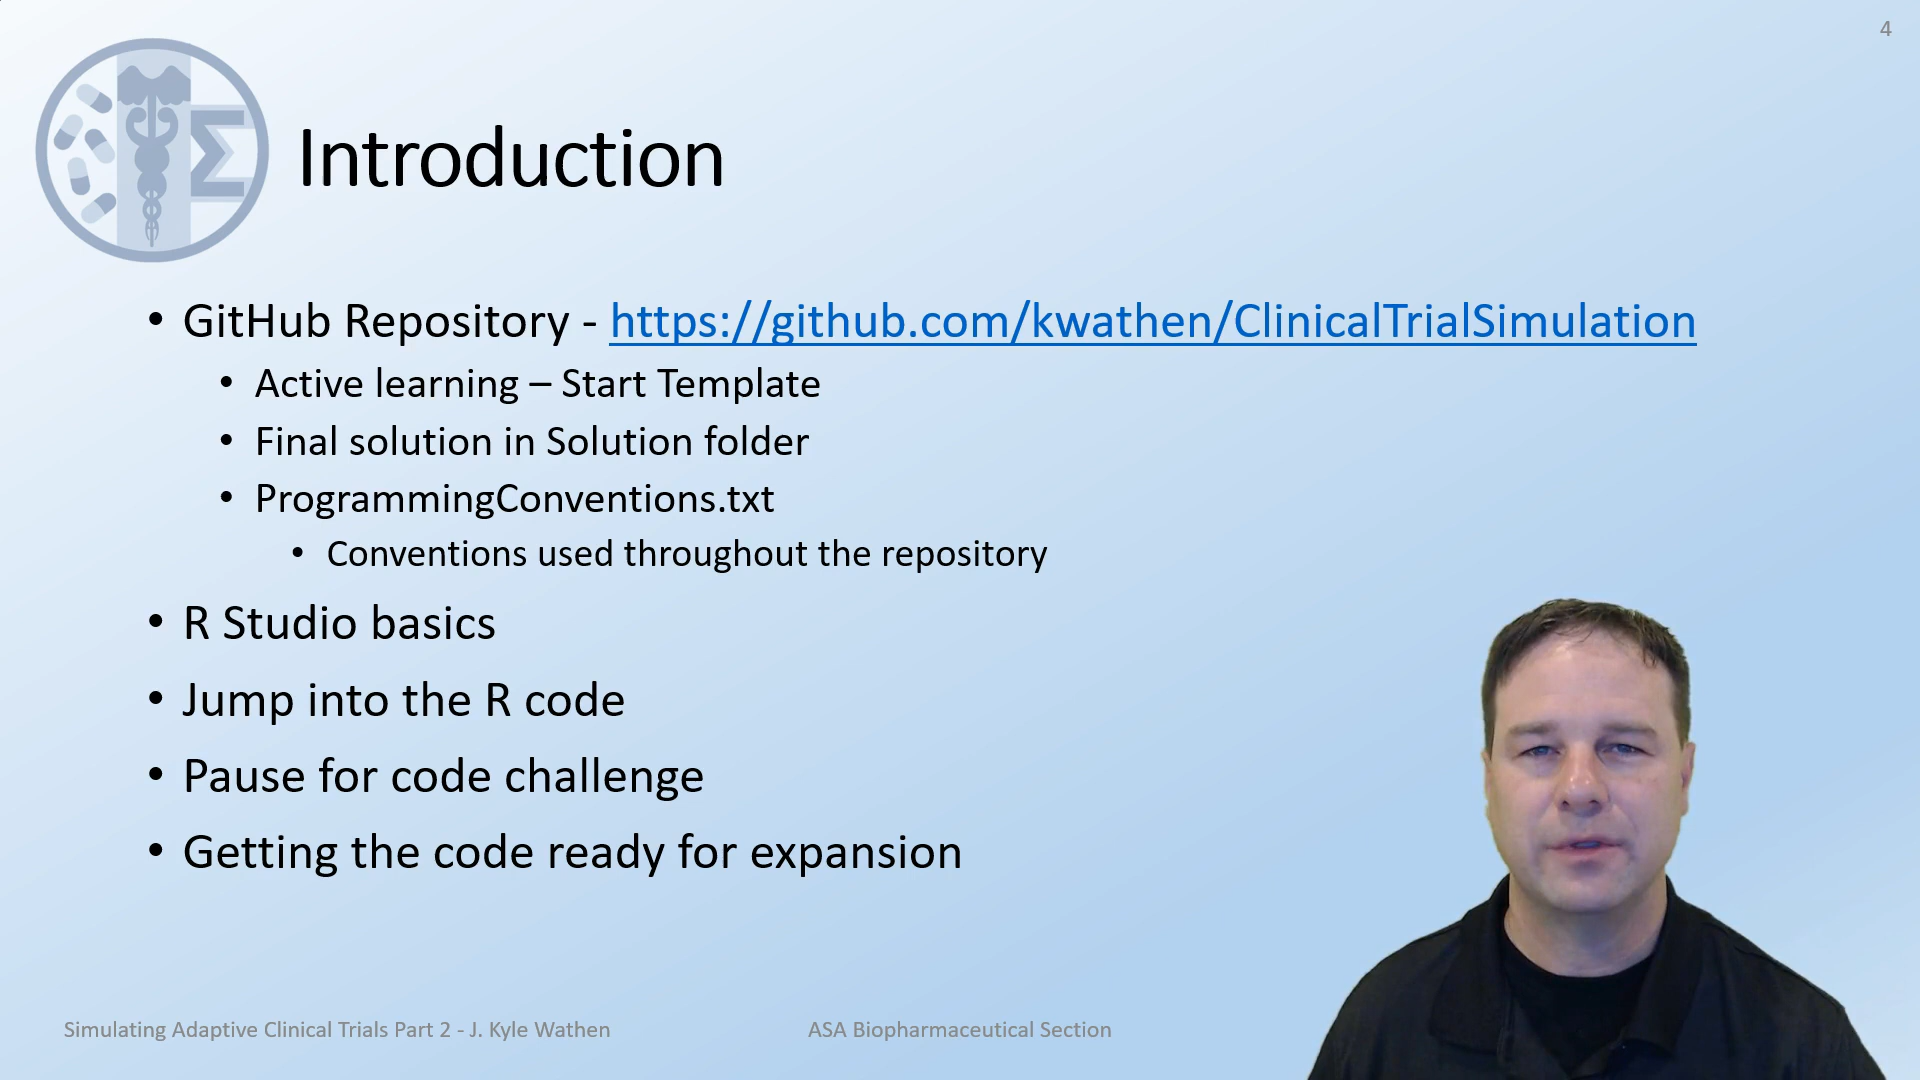 4
Introduction
• GitHub Repository - https://github.com/kwathen/ClinicalTrialSimulation
• Active learning – Start Template
• Final solution in Solution folder
• ProgrammingConventions.txt
• Conventions used throughout the repository
• R Studio basics
• Jump into the R code
• Pause for code challenge
• Getting the code ready for expansion
Simulating Adaptive Clinical Trials Part 2 - J. Kyle Wathen
ASA Biopharmaceutical Section